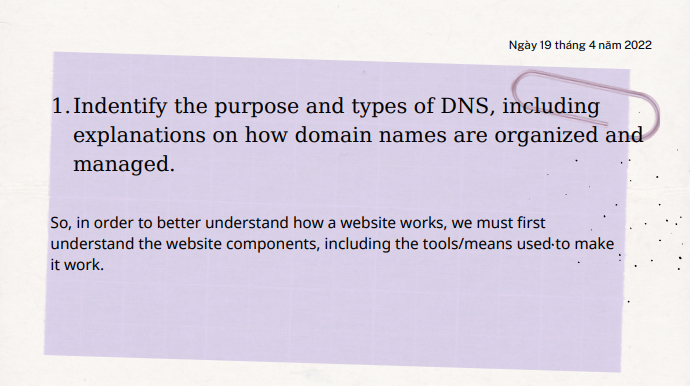 Ngày 19 tháng 4 năm 2022
1. Indentify the purpose and types of DNS, including
explanations on how domain names are organized and
managed.
So, in order to better understand how a website works, we must first
understand the website components, including the tools/means used to make
it work.